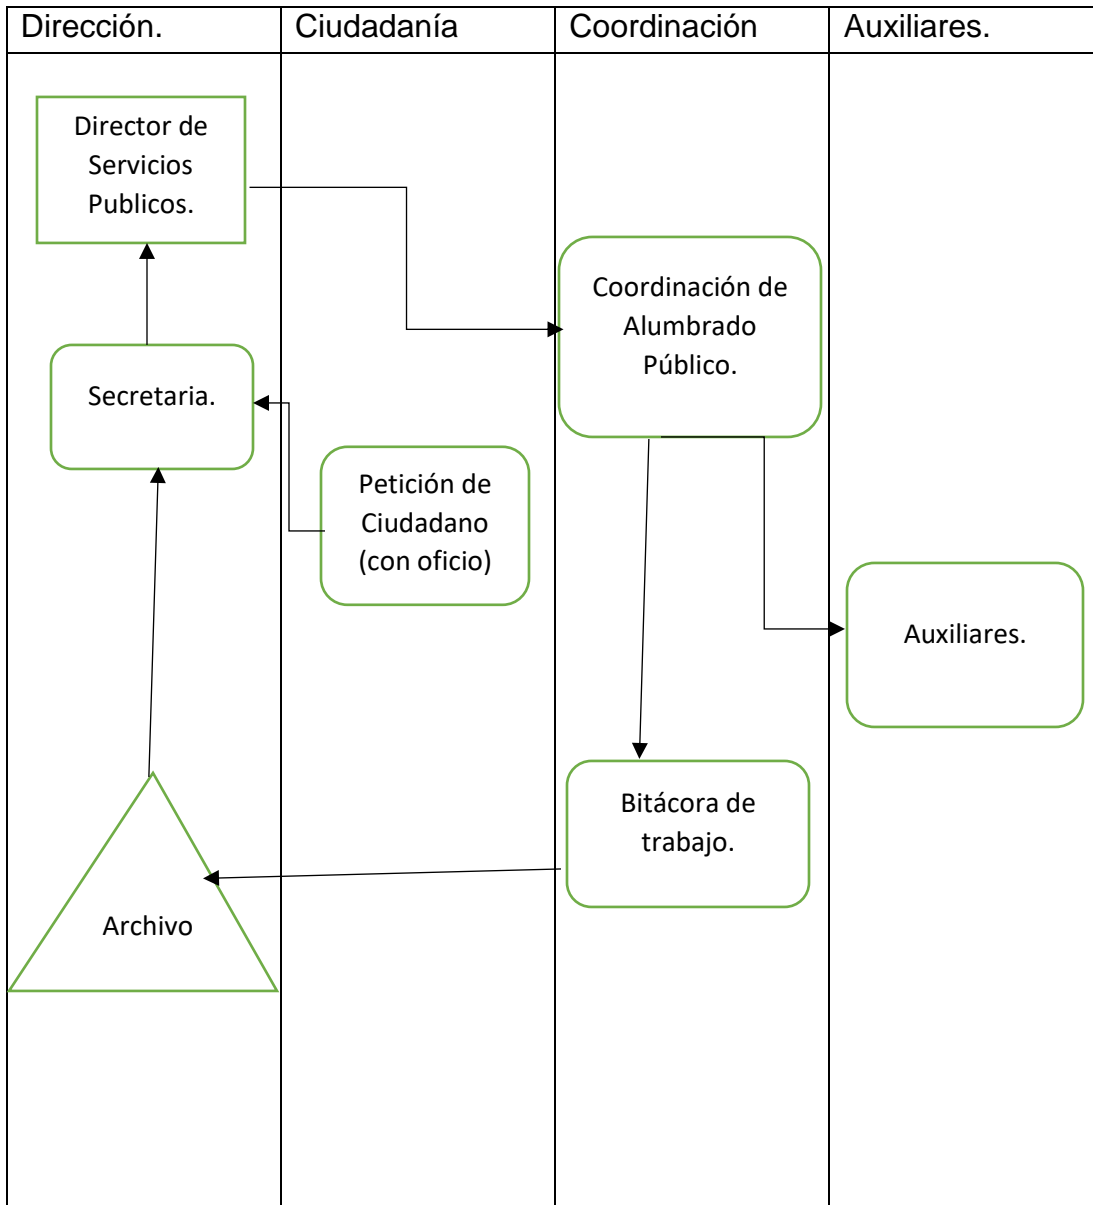 Dirección.
Ciudadanía
Coordinación
Auxiliares.
Director de
Servicios
Publicos.
Coordinación de
Alumbrado
Público.
Secretaria.
Petición de
Ciudadano
(con oficio)
Auxiliares.
Bitácora de
trabajo.
Archivo